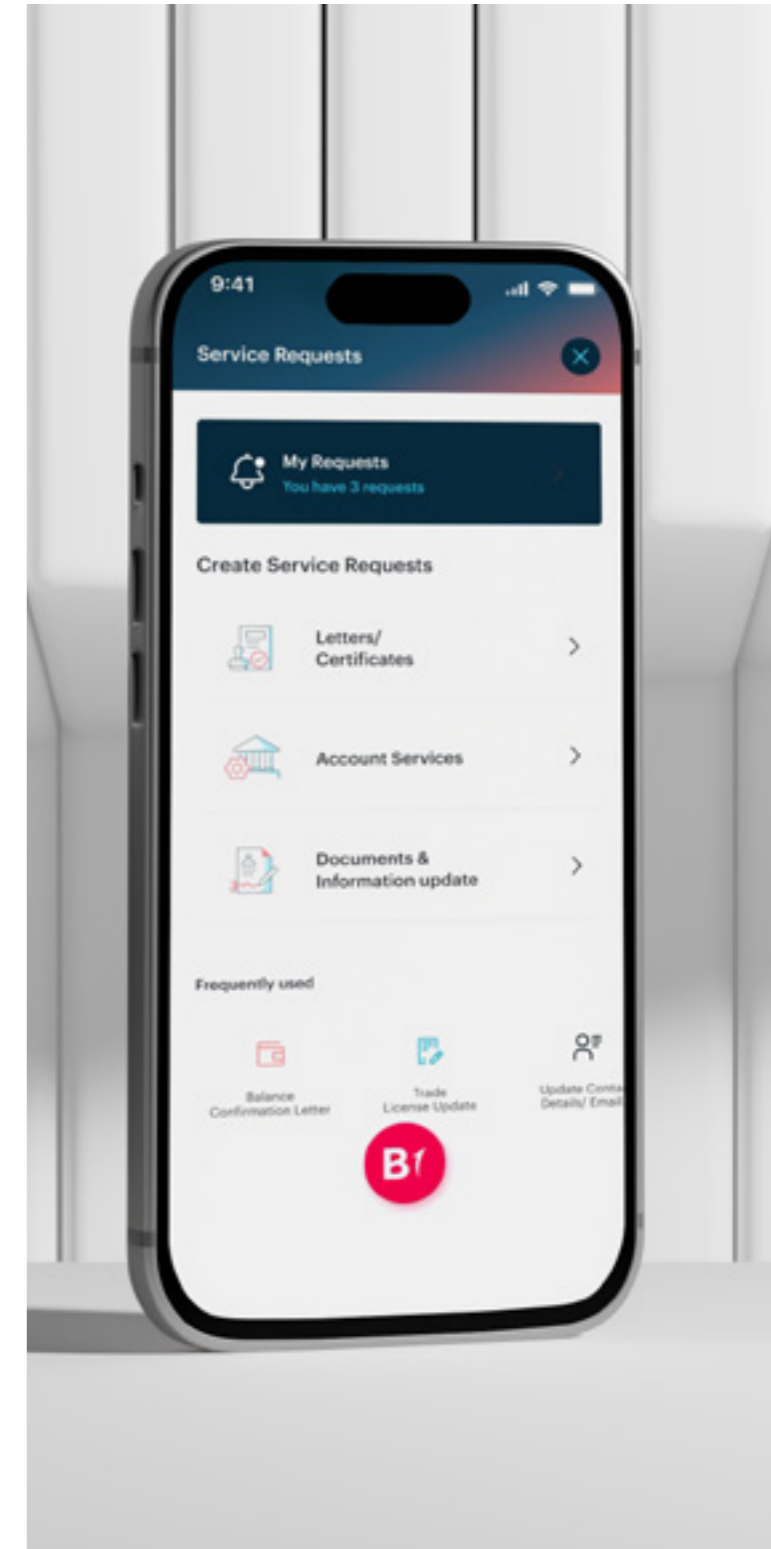 9:41
Service Requests
My Requests
You have 3 requests
Create Service Requests
Letters/
Certificates
Account Services
Documents &
Information update
Frequently used
Balance
Confirmation Letter
Trade
License Update
Update Conta
Details/ Email
B1